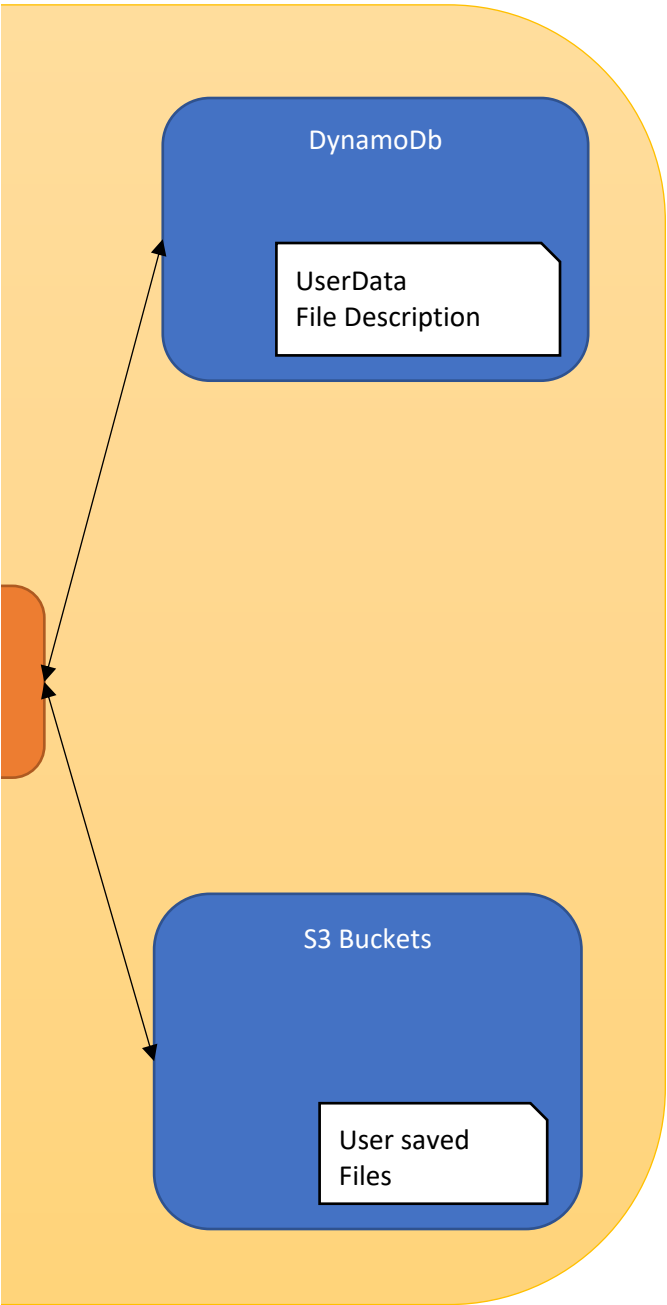 DynamoDb
UserData
File Description
S3 Buckets
User saved
Files